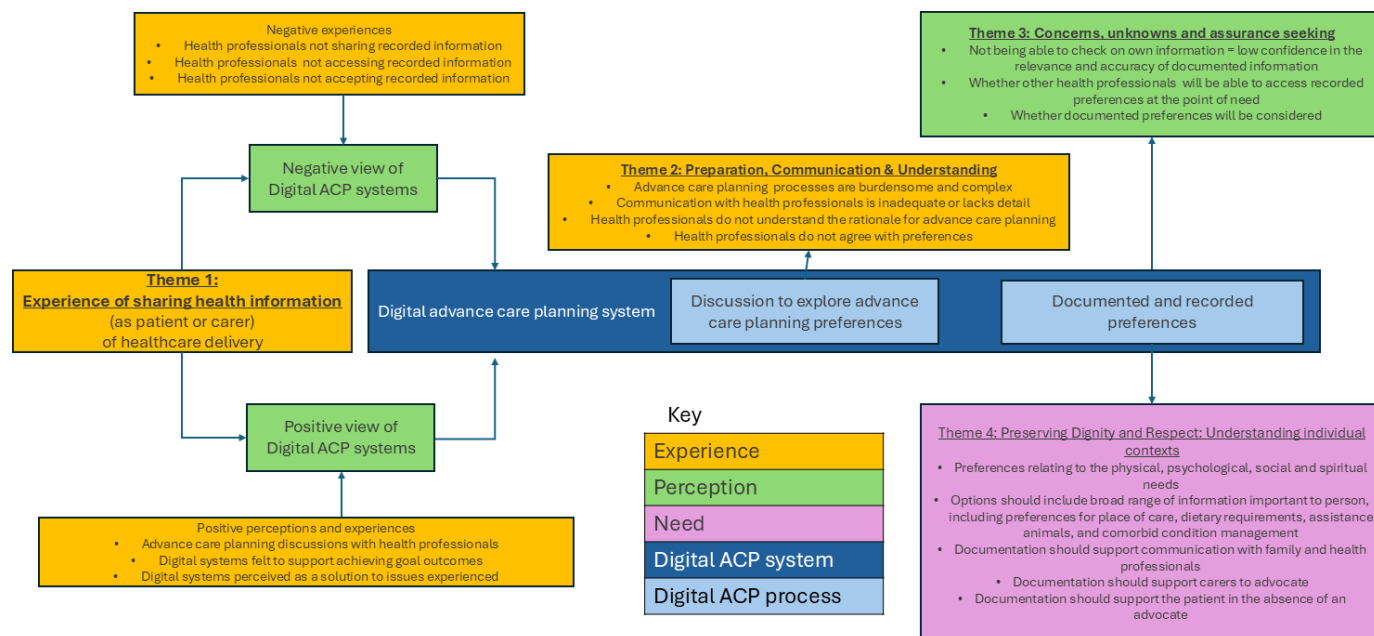 Negative experiences
• Health professionals not sharing recorded information
• Health professionals not accessing recorded information
• Health professionals not accepting recorded information
Negative view of
Digital ACP systems
Theme 1:
Experience of sharing health information
(as patient or carer)
of healthcare delivery
Positive view of
Digital ACP systems
Positive perceptions and experiences
• Advance care planning discussions with health professionals
• Digital systems felt to support achieving goal outcomes
• Digital systems perceived as a solution to issues experienced
Theme 2: Preparation, Communication & Understanding
• Advance care planning processes are burdensome and complex
• Communication with health professionals is inadequate or lacks detail
• Health professionals do not understand the rationale for advance care planning
• Health professionals do not agree with preferences
Digital advance care planning system
Discussion to explore advance
care planning preferences
Documented and recorded
preferences
Theme 3: Concerns, unknowns and assurance seeking
• Not being able to check on own information = low confidence in the
relevance and accuracy of documented information
• Whether other health professionals will be able to access recorded
preferences at the point of need
• Whether documented preferences will be considered
Theme 4: Preserving Dignity and Respect: Understanding individual
contexts
• Preferences relating to the physical, psychological, social and spiritual
needs
• Options should include broad range of information important to person,
including preferences for place of care, dietary requirements, assistance
animals, and comorbid condition management
• Documentation should support communication with family and health
professionals
• Documentation should support carers to advocate
• Documentation should support the patient in the absence of an
advocate
Key
Experience
Perception
Need
Digital ACP system
Digital ACP process